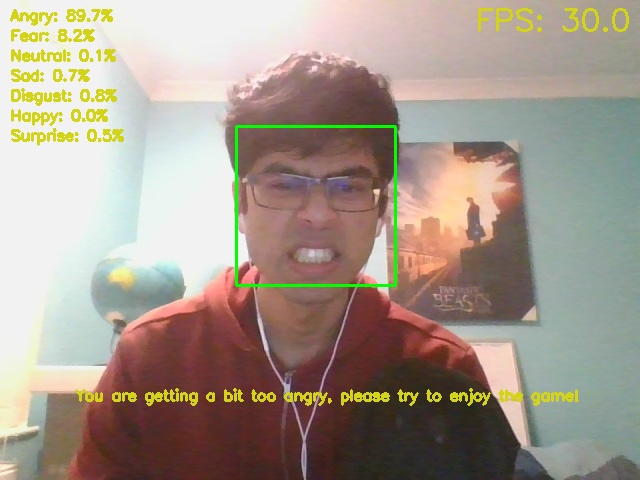 Angry: 89.7%
Fear: 8.2%
Neutral: 0.1%
Sad: 0.7%
Disgust: 0.8%
Happy: 0.0%
Surprise: 0.5%
FPS: 30.0
FANTASTIC
BEASTS
You are getting a bit too angry, please try to enjoy the game!